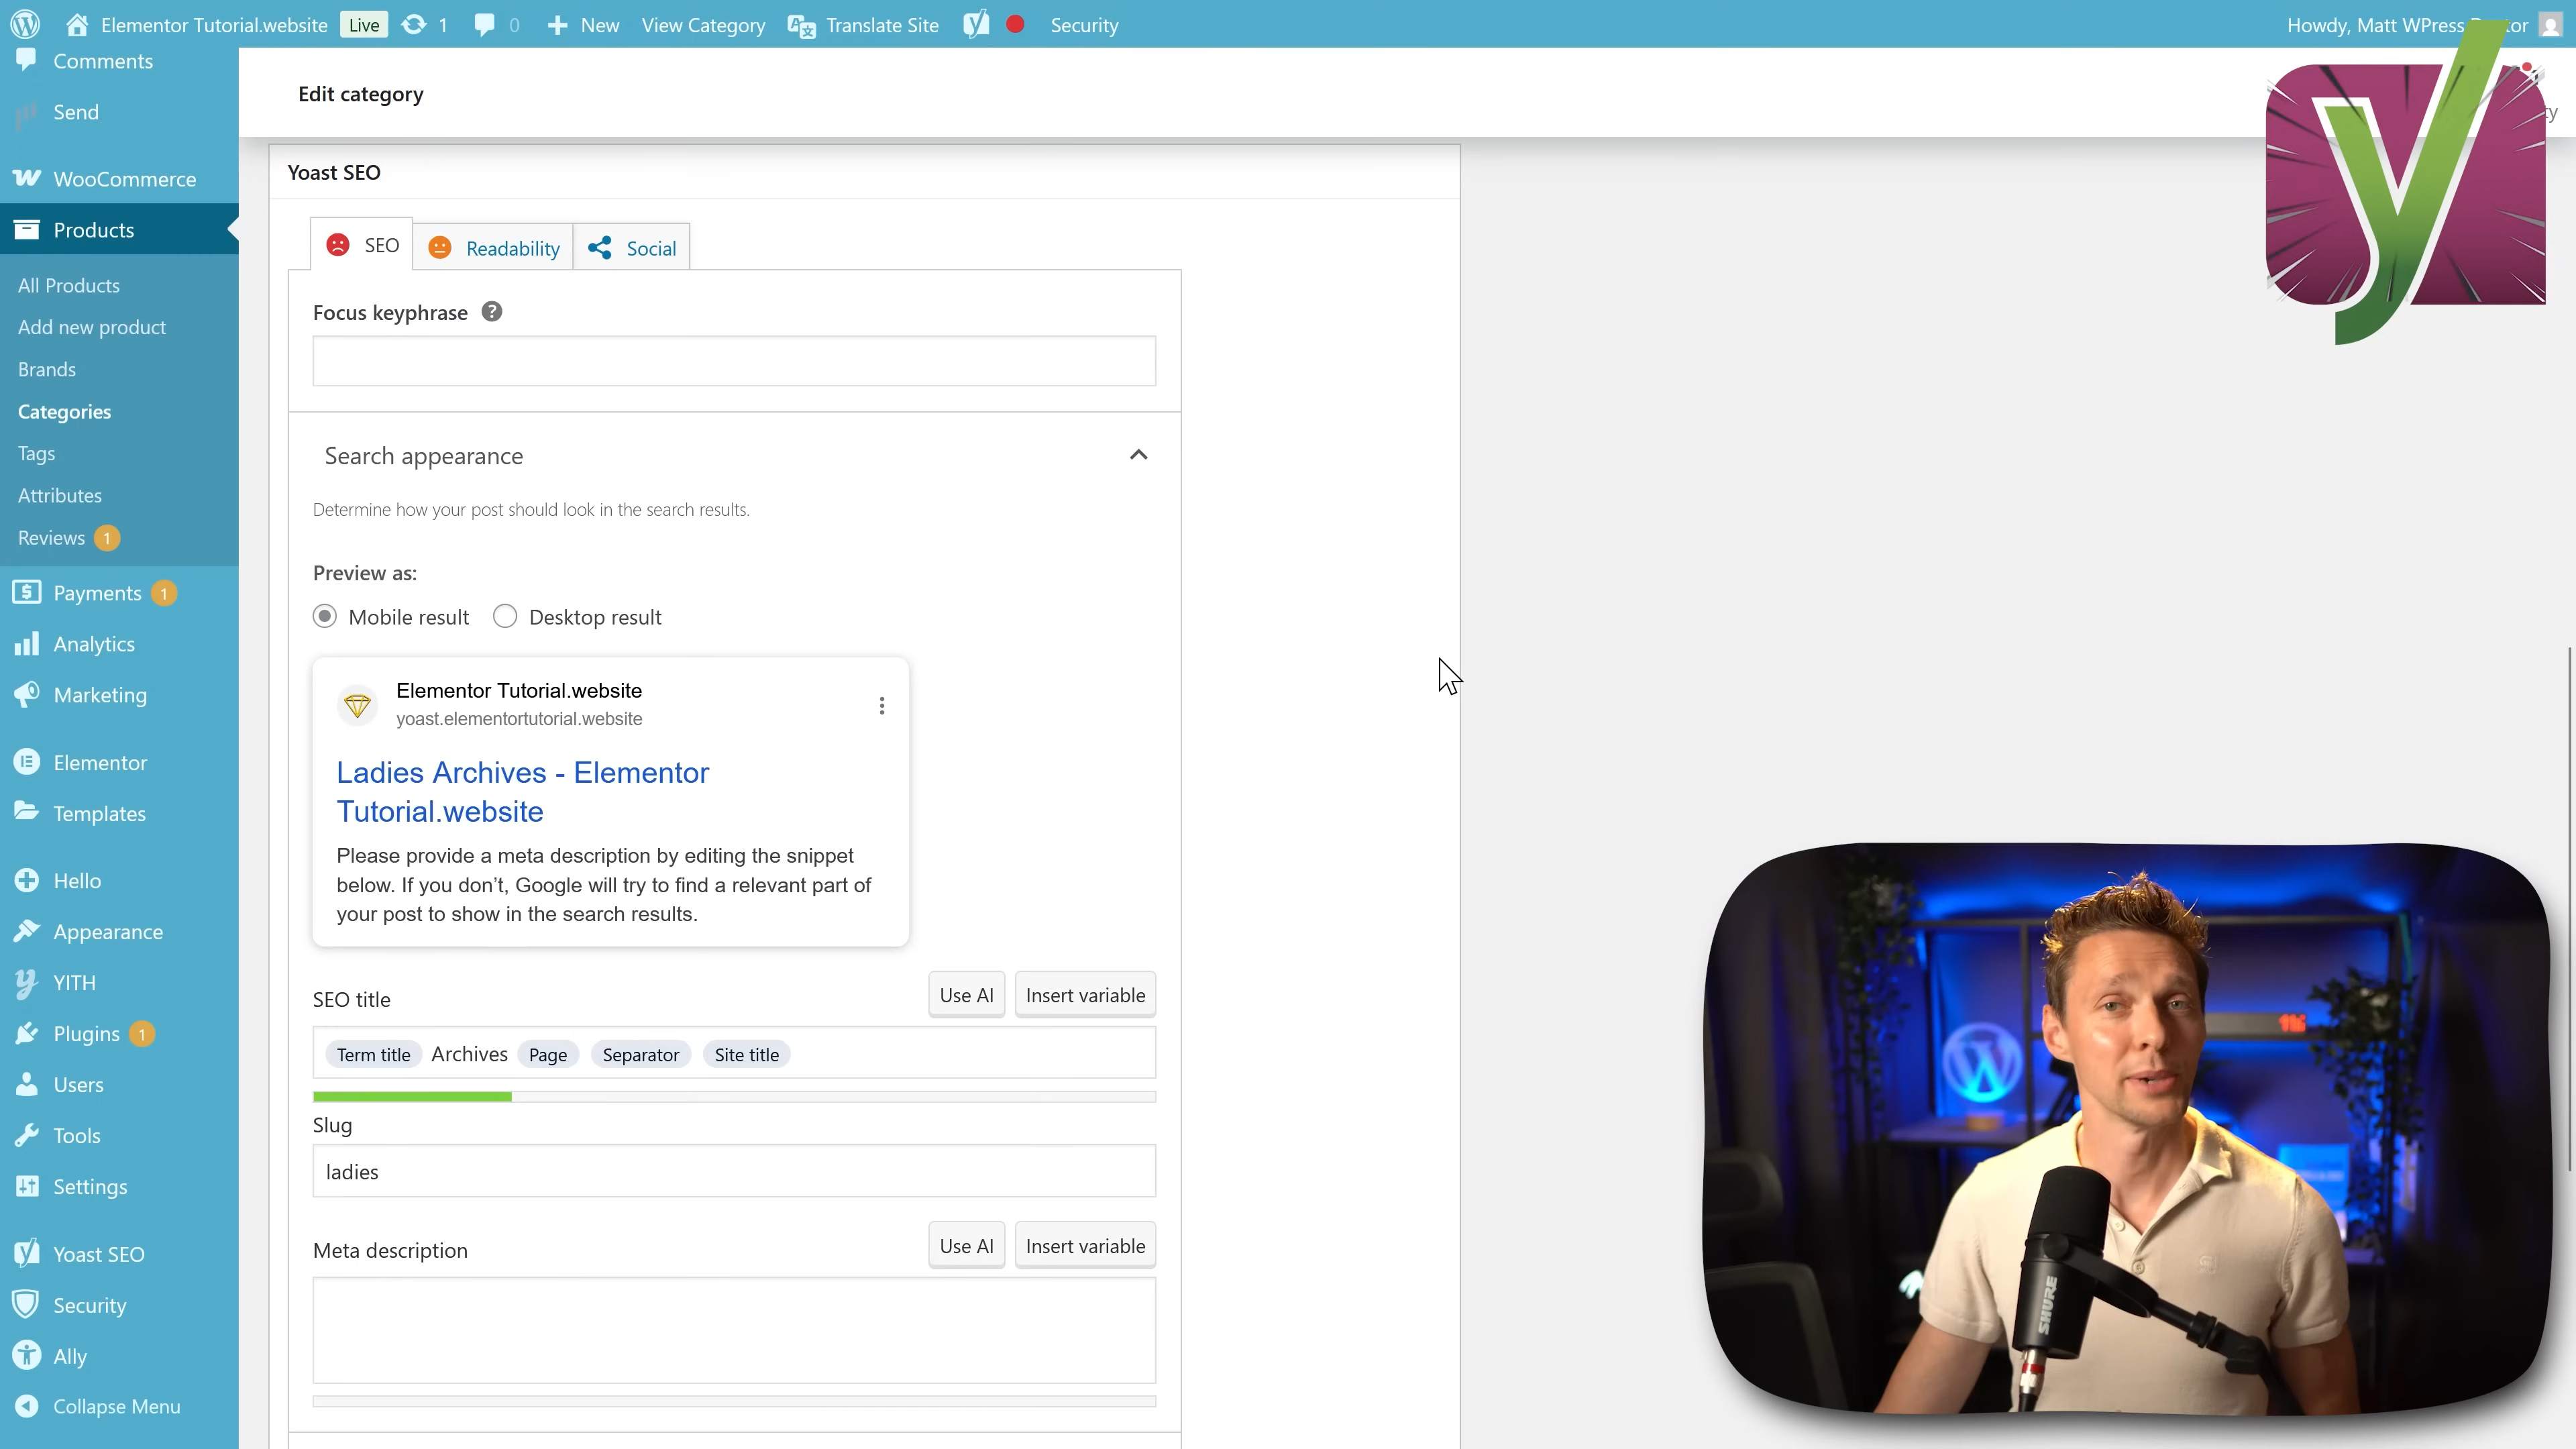 Elementor Tutorial.website
Live
1
0
New
View Category
Translate Site
Security
Howdy, Matt WPress
Comments
Send
WooCommerce
Products
All Products
Add new product
Brands
Categories
Tags
Attributes
Reviews 1
Payments 1
Analytics
Marketing
Elementor
Templates
Hello
Appearance
YITH
Plugins 1
Users
Tools
Settings
Yoast SEO
Security
Ally
Collapse Menu
Edit category
Yoast SEO
SEO
Readability
Social
Focus keyphrase ?
Search appearance
Determine how your post should look in the search results.
Preview as:
Mobile result
Desktop result
Elementor Tutorial.website
yoast.elementortutorial.website
Ladies Archives - Elementor
Tutorial.website
Please provide a meta description by editing the snippet
below. If you don’t, Google will try to find a relevant part of
your post to show in the search results.
SEO title
Use AI
Insert variable
Term title Archives Page Separator Site title
Slug
ladies
Meta description
Use AI
Insert variable
y
SHURE